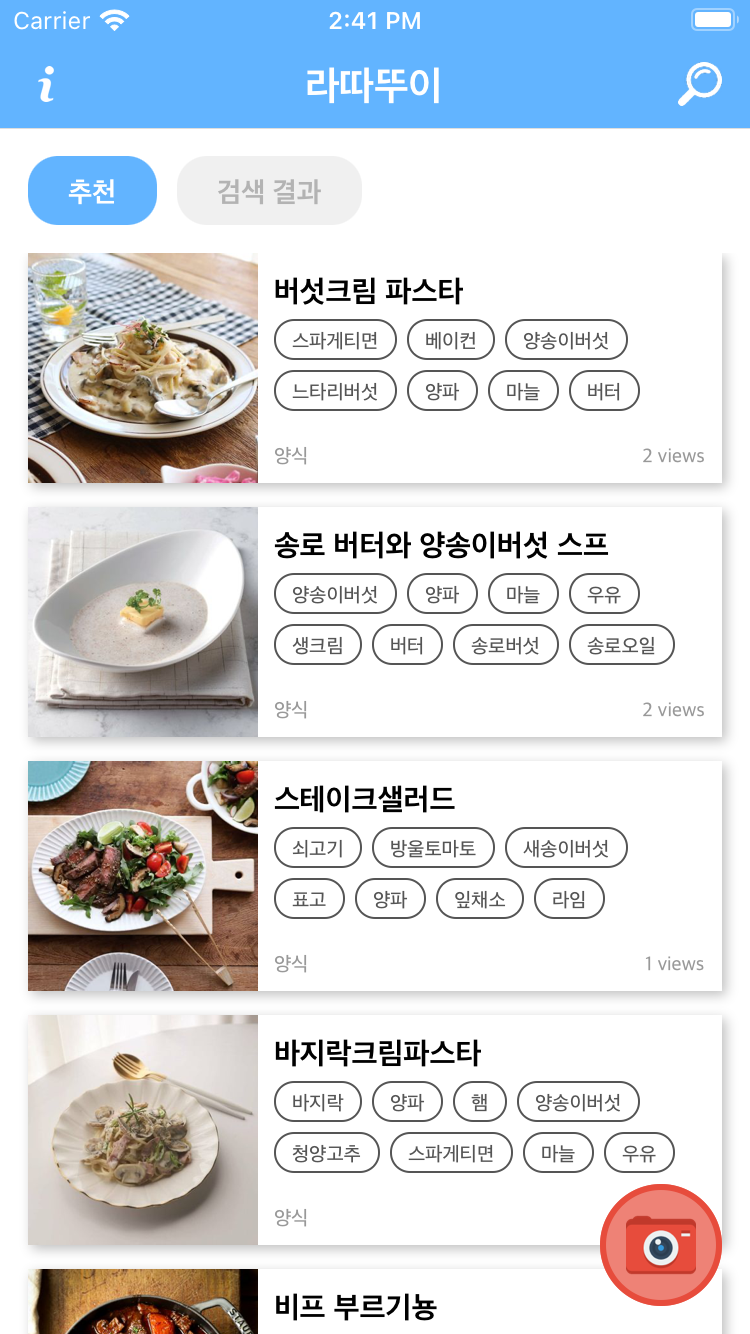 Carrier 2:41 PM
i 라따뚜이
추천 검색 결과
버섯크림 파스타
스파게티면 베이컨 양송이버섯
느타리버섯 양파 마늘 버터
양식 2 views
송로 버터와 양송이버섯 스프
양송이버섯 양파 마늘 우유
생크림 버터 송로버섯 송로오일
양식 2 views
스테이크샐러드
쇠고기 방울토마토 새송이버섯
표고 양파 잎채소 라임
양식 1 views
바지락크림파스타
바지락 양파 햄 양송이버섯
청양고추 스파게티면 마늘 우유
양식
비프 부르기뇽